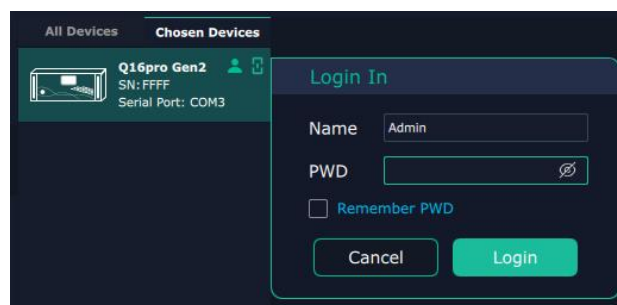 All Devices Chosen Devices
Q16pro Gen2
SN:FFFF
Serial Port: COM3
Login In
Name Admin
PWD
Remember PWD
Cancel Login